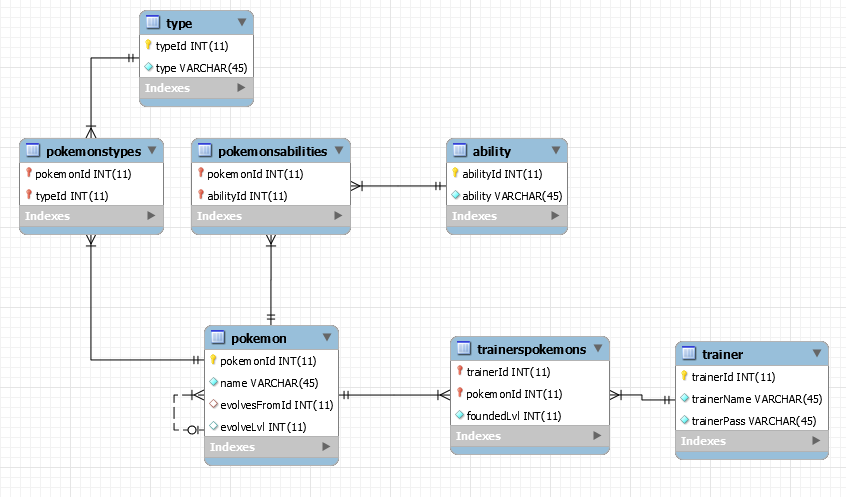 type
typeId INT(11)
type VARCHAR(45)
Indexes
pokemonstypes
pokemonId INT(11)
typeId INT(11)
Indexes
pokemonsabilities
pokemonId INT(11)
abilityId INT(11)
Indexes
ability
abilityId INT(11)
ability VARCHAR(45)
Indexes
pokemon
pokemonId INT(11)
name VARCHAR(45)
evolvesFromId INT(11)
evolveLvl INT(11)
Indexes
trainerspokemons
trainerId INT(11)
pokemonId INT(11)
foundedLvl INT(11)
Indexes
trainer
trainerId INT(11)
trainerName VARCHAR(45)
trainerPass VARCHAR(45)
Indexes